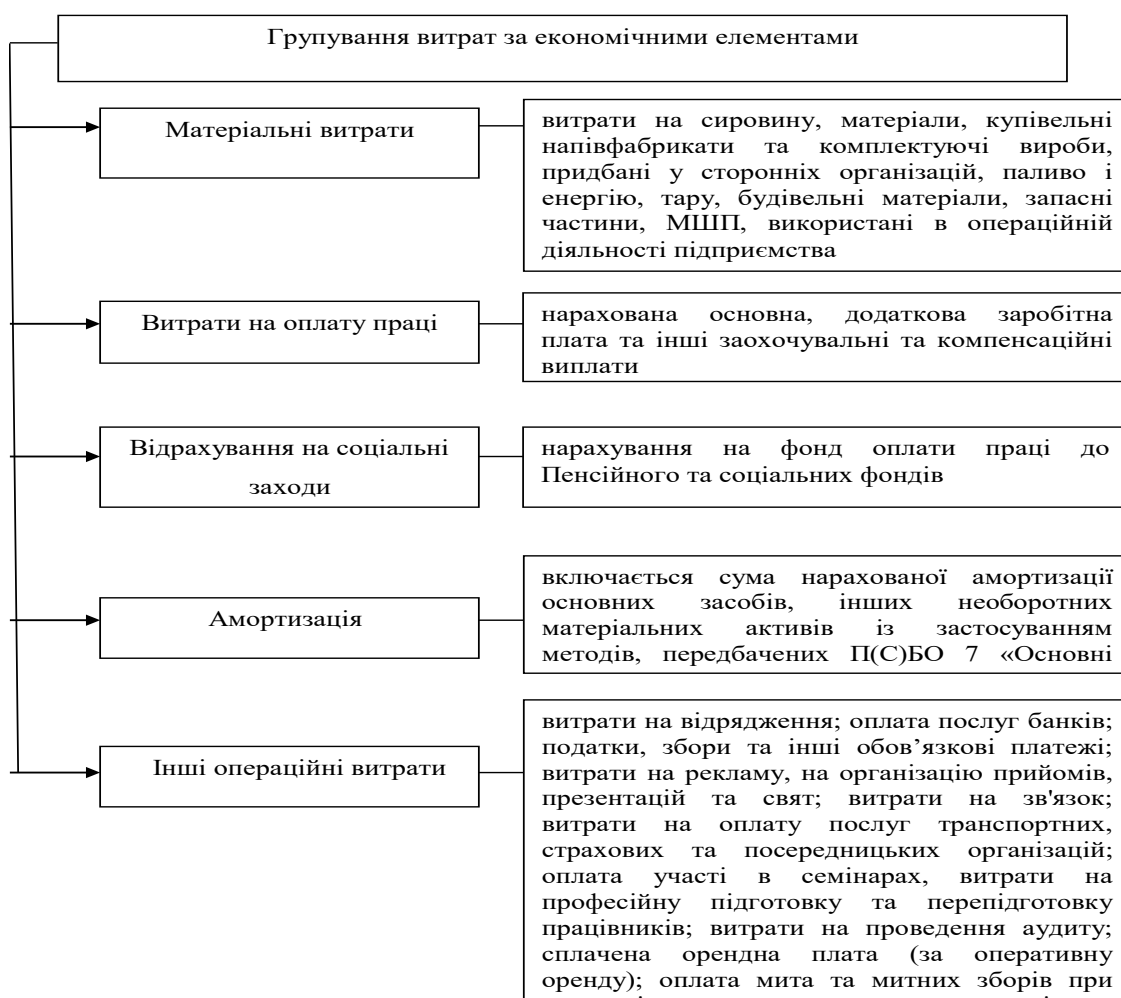 Групування витрат за економічними елементами
Матеріальні витрати
витрати на сировину, матеріали, купівельні
напівфабрикати та комплектуючі вироби,
придбані у сторонніх організацій, паливо і
енергію, тару, будівельні матеріали, запасні
частини, МШП, використані в операційній
діяльності підприємства
Витрати на оплату праці
нарахована основна, додаткова заробітна
плата та інші заохочувальні та компенсаційні
виплати
Відрахування на соціальні
заходи
нарахування на фонд оплати праці до
Пенсійного та соціальних фондів
Амортизація
включається сума нарахованої амортизації
основних засобів, інших необоротних
матеріальних активів із застосуванням
методів, передбачених П(С)БО 7 «Основні
Інші операційні витрати
витрати на відрядження; оплата послуг банків;
податки, збори та інші обов’язкові платежі;
витрати на рекламу, на організацію прийомів,
презентацій та свят; витрати на зв'язок;
витрати на оплату послуг транспортних,
страхових та посередницьких організацій;
оплата участі в семінарах, витрати на
професійну підготовку та перепідготовку
працівників; витрати на проведення аудиту;
сплачена орендна плата (за оперативну
оренду); оплата мита та митних зборів при